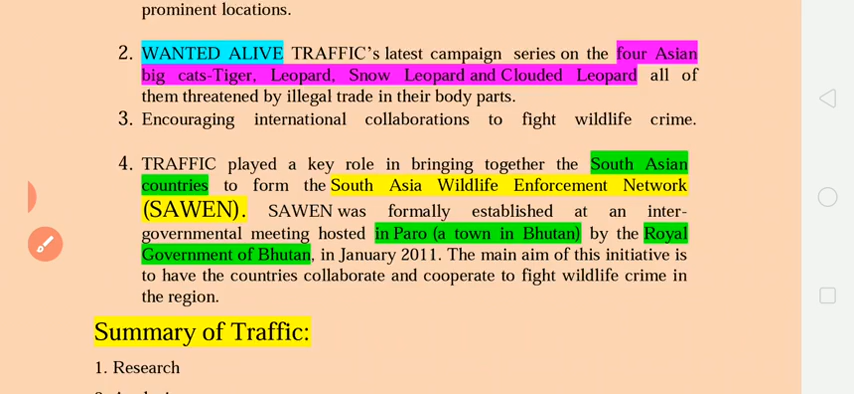 prominent locations.
2. WANTED ALIVE TRAFFIC's latest campaign series on the four Asian
big cats-Tiger, Leopard, Snow Leopard and Clouded Leopard all of
them threatened by illegal trade in their body parts.
3. Encouraging international collaborations to fight wildlife crime.
4. TRAFFIC played a key role in bringing together the South Asian
countries to form the South Asia Wildlife Enforcement Network
(SAWEN). SAWEN was formally established at an inter-
governmental meeting hosted in Paro (a town in Bhutan) by the Royal
Government of Bhutan, in January 2011. The main aim of this initiative is
to have the countries collaborate and cooperate to fight wildlife crime in
the region.
Summary of Traffic:
1. Research